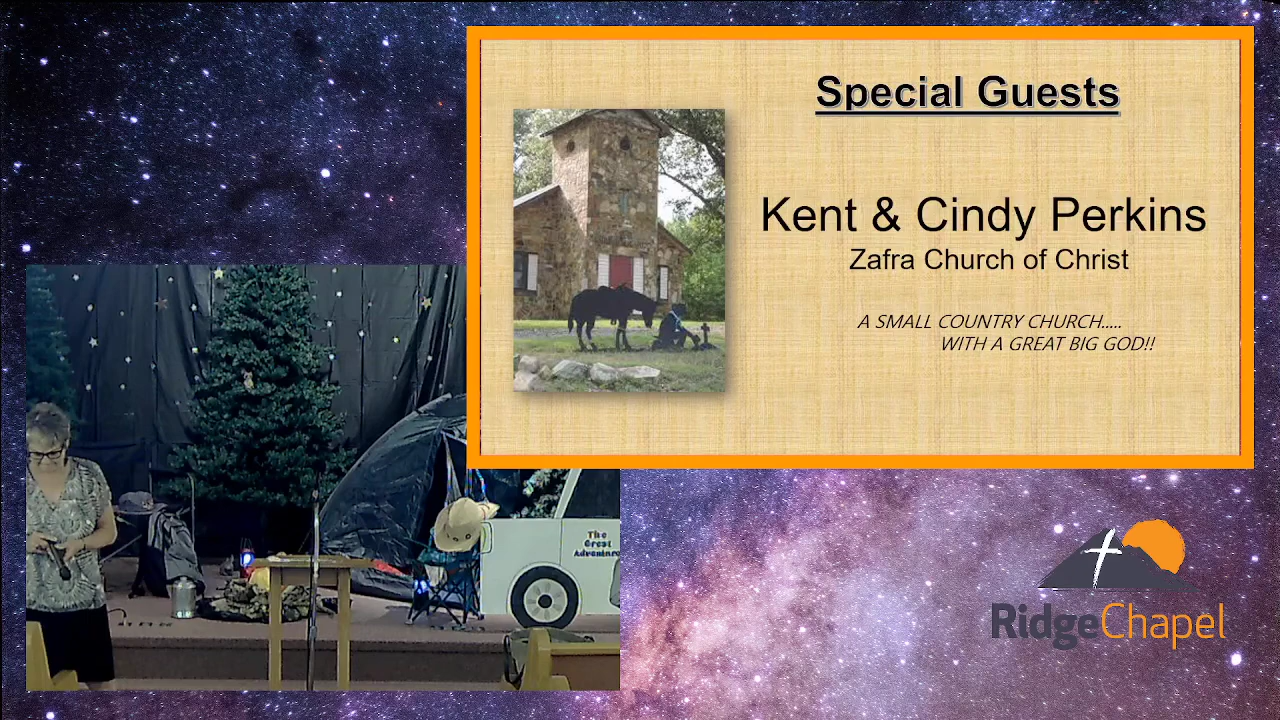 Special Guests
Kent & Cindy Perkins
Zafra Church of Christ
A SMALL COUNTRY CHURCH.....
WITH A GREAT BIG GOD!!
The
Great
Adventure
RidgeChapel